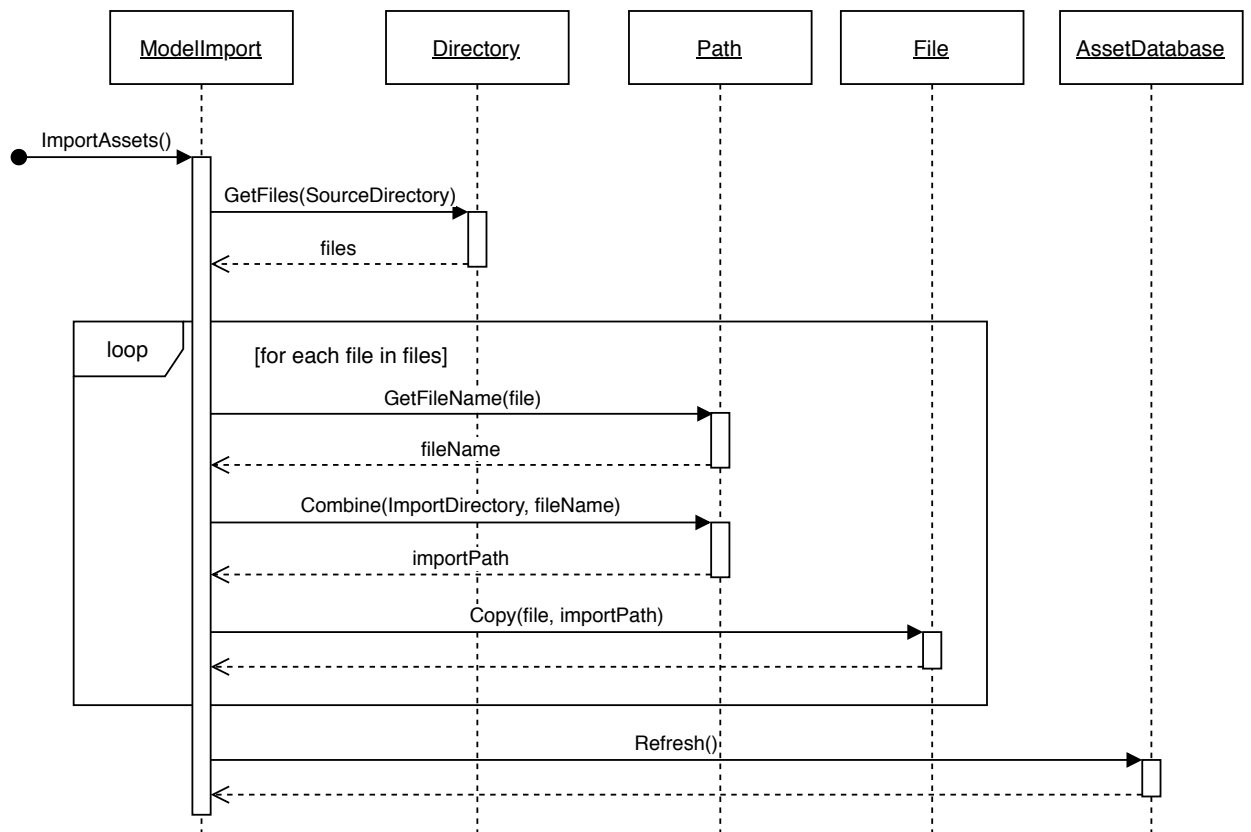 ModelImport
Directory
Path
File
AssetDatabase
ImportAssets()
GetFiles(SourceDirectory)
files
loop
[for each file in files]
GetFileName(file)
fileName
Combine(ImportDirectory, fileName)
importPath
Copy(file, importPath)
Refresh()